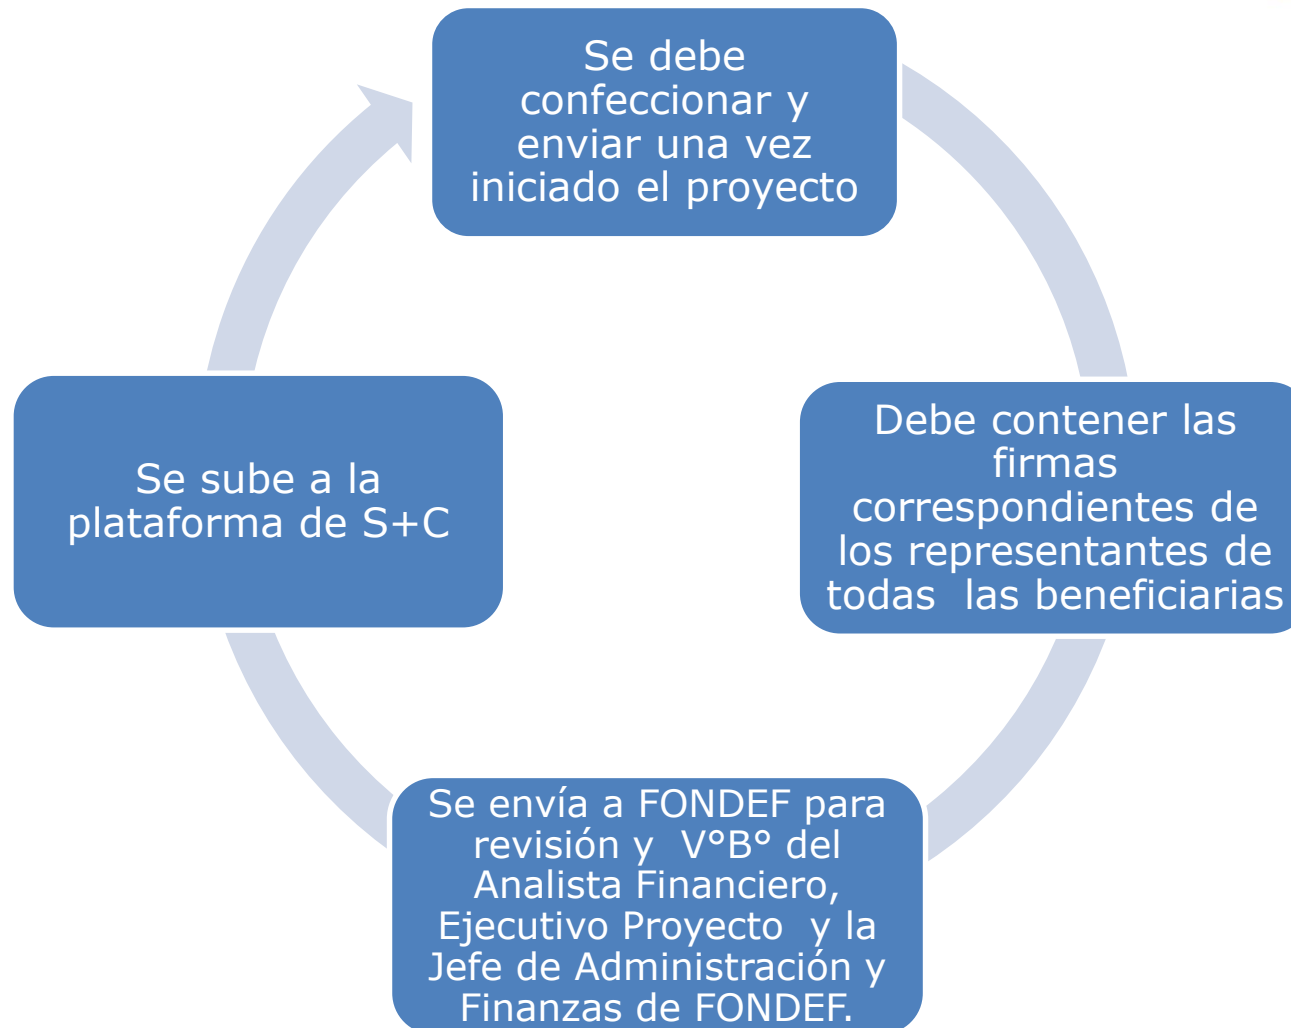 Se debe
confeccionar y
enviar una vez
iniciado el proyecto
Debe contener las
firmas
correspondientes de
los representantes de
todas  las beneficiarias
Se envía a FONDEF para
revisión y  V°B° del
Analista Financiero,
Ejecutivo Proyecto  y la
Jefe de Administración y
Finanzas de FONDEF.
Se sube a la
plataforma de S+C